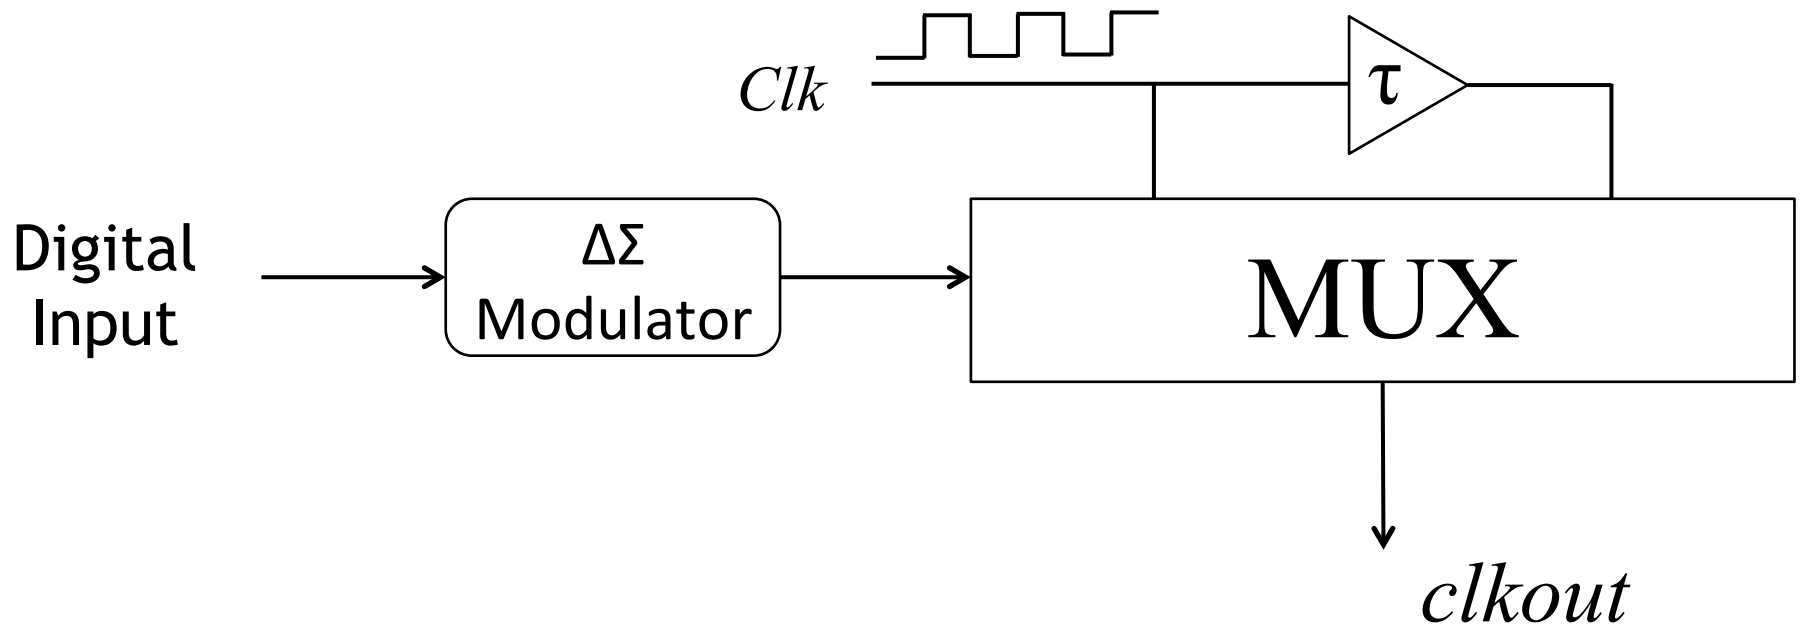 Clk
τ
Digital
Input
ΔΣ
Modulator
MUX
clkout